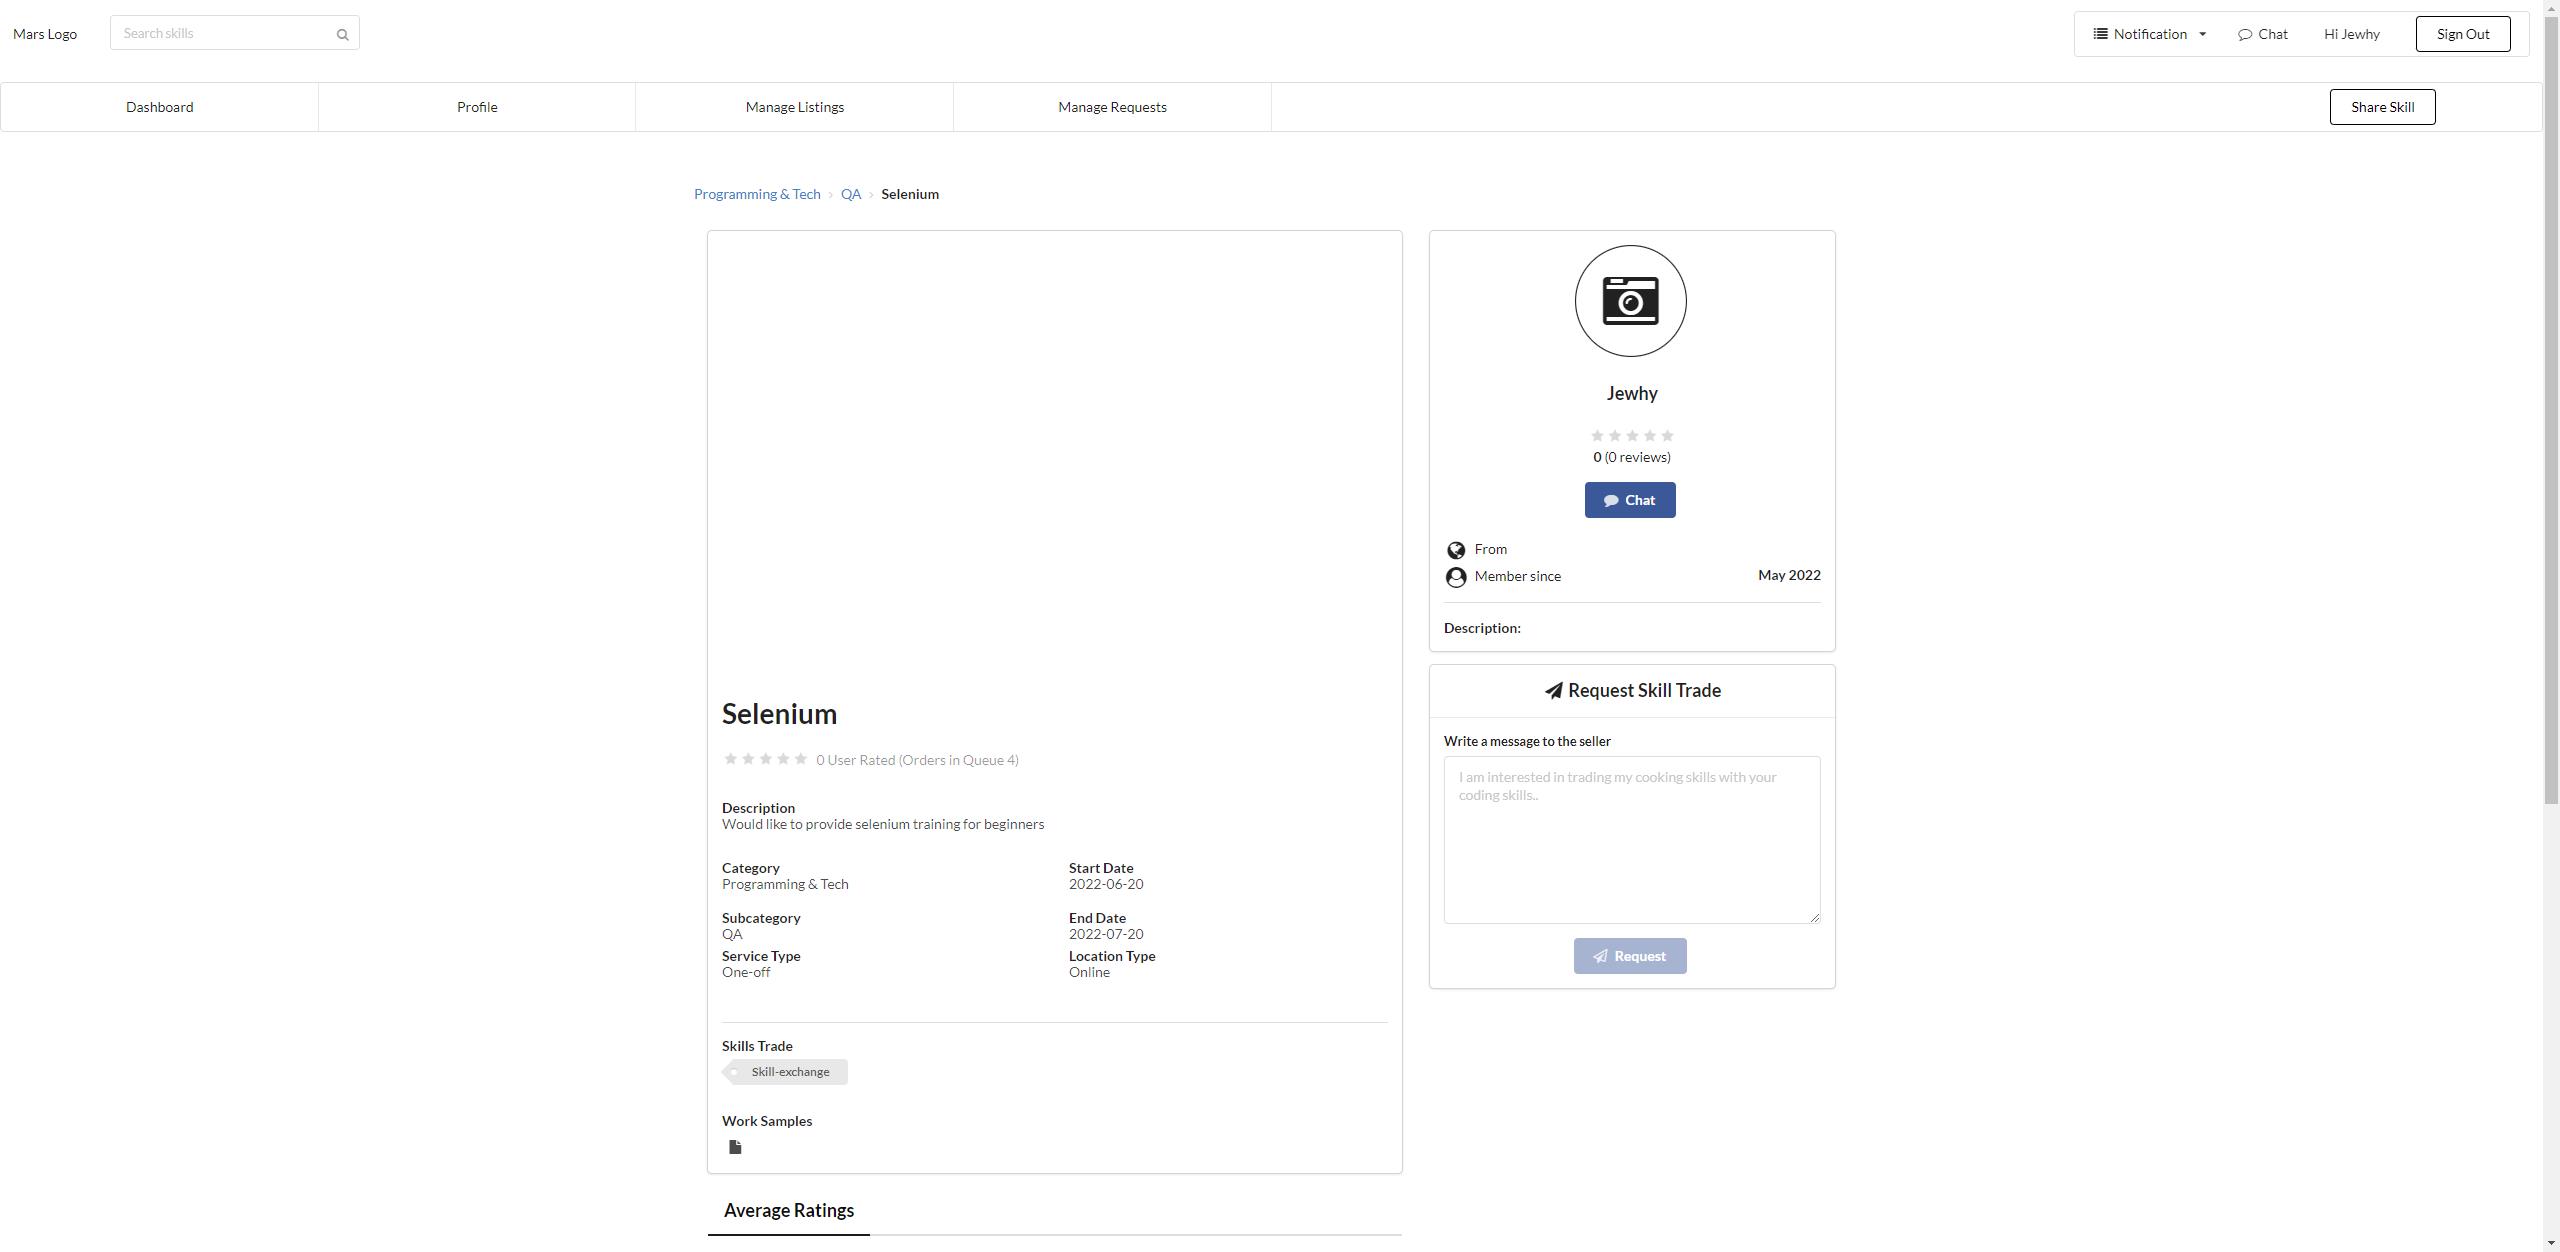 Mars Logo
Search skills
Notification
Chat
Hi Jewhy
Sign Out
Dashboard
Profile
Manage Listings
Manage Requests
Share Skill
Programming & Tech
QA
Selenium
Jewhy
0 (0 reviews)
Chat
From
Member since
May 2022
Description:
Request Skill Trade
Write a message to the seller
I am interested in trading my cooking skills with your
coding skills..
Request
Selenium
0 User Rated (Orders in Queue 4)
Description
Would like to provide selenium training for beginners
Category
Programming & Tech
Start Date
2022-06-20
Subcategory
QA
End Date
2022-07-20
Service Type
One-off
Location Type
Online
Skills Trade
Skill-exchange
Work Samples
Average Ratings